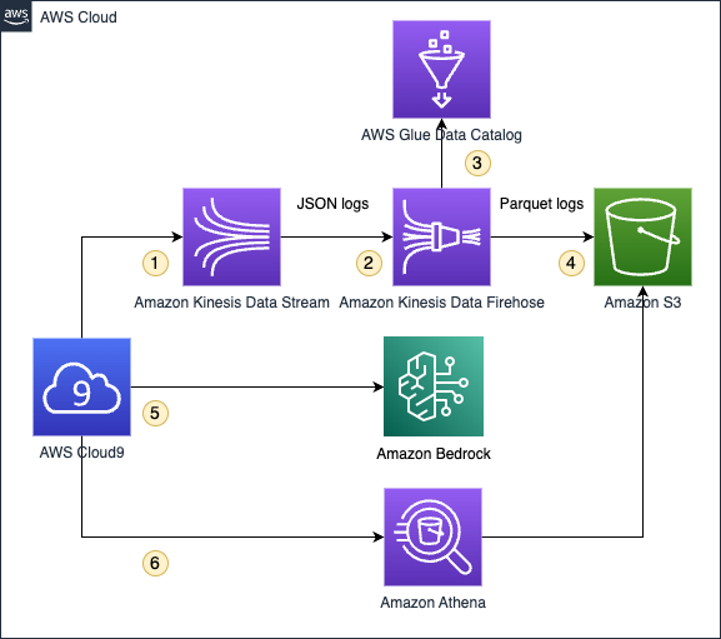 aws
AWS Cloud
AWS Glue Data Catalog
3
JSON logs
Parquet logs
1
2
4
Amazon Kinesis Data Stream
Amazon Kinesis Data Firehose
Amazon S3
9
AWS Cloud9
5
Amazon Bedrock
6
Amazon Athena